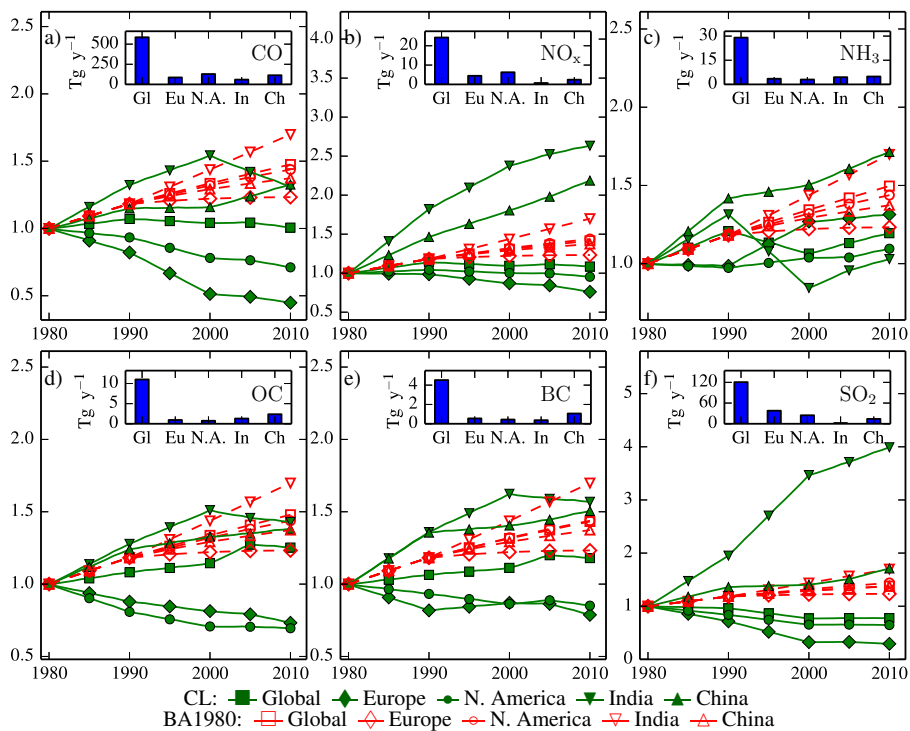 2.5
2.0
1.5
1.0
0.5
a)
Tg y⁻¹
500
250
0
CO
Gl Eu N.A. In Ch
1980 1990 2000 2010
4.0
3.5
3.0
2.5
2.0
1.5
1.0
0.5
b)
Tg y⁻¹
20
10
0
NOₓ
Gl Eu N.A. In Ch
1980 1990 2000 2010
2.5
2.0
1.5
1.0
c)
Tg y⁻¹
30
15
0
NH₃
Gl Eu N.A. In Ch
1980 1990 2000 2010
2.5
2.0
1.5
1.0
0.5
d)
Tg y⁻¹
10
5
0
OC
Gl Eu N.A. In Ch
1980 1990 2000 2010
2.5
2.0
1.5
1.0
0.5
e)
Tg y⁻¹
4
2
0
BC
Gl Eu N.A. In Ch
1980 1990 2000 2010
5
4
3
2
1
0
f)
Tg y⁻¹
120
60
0
SO₂
Gl Eu N.A. In Ch
1980 1990 2000 2010
CL: Global Europe N. America India China
BA1980: Global Europe N. America India China